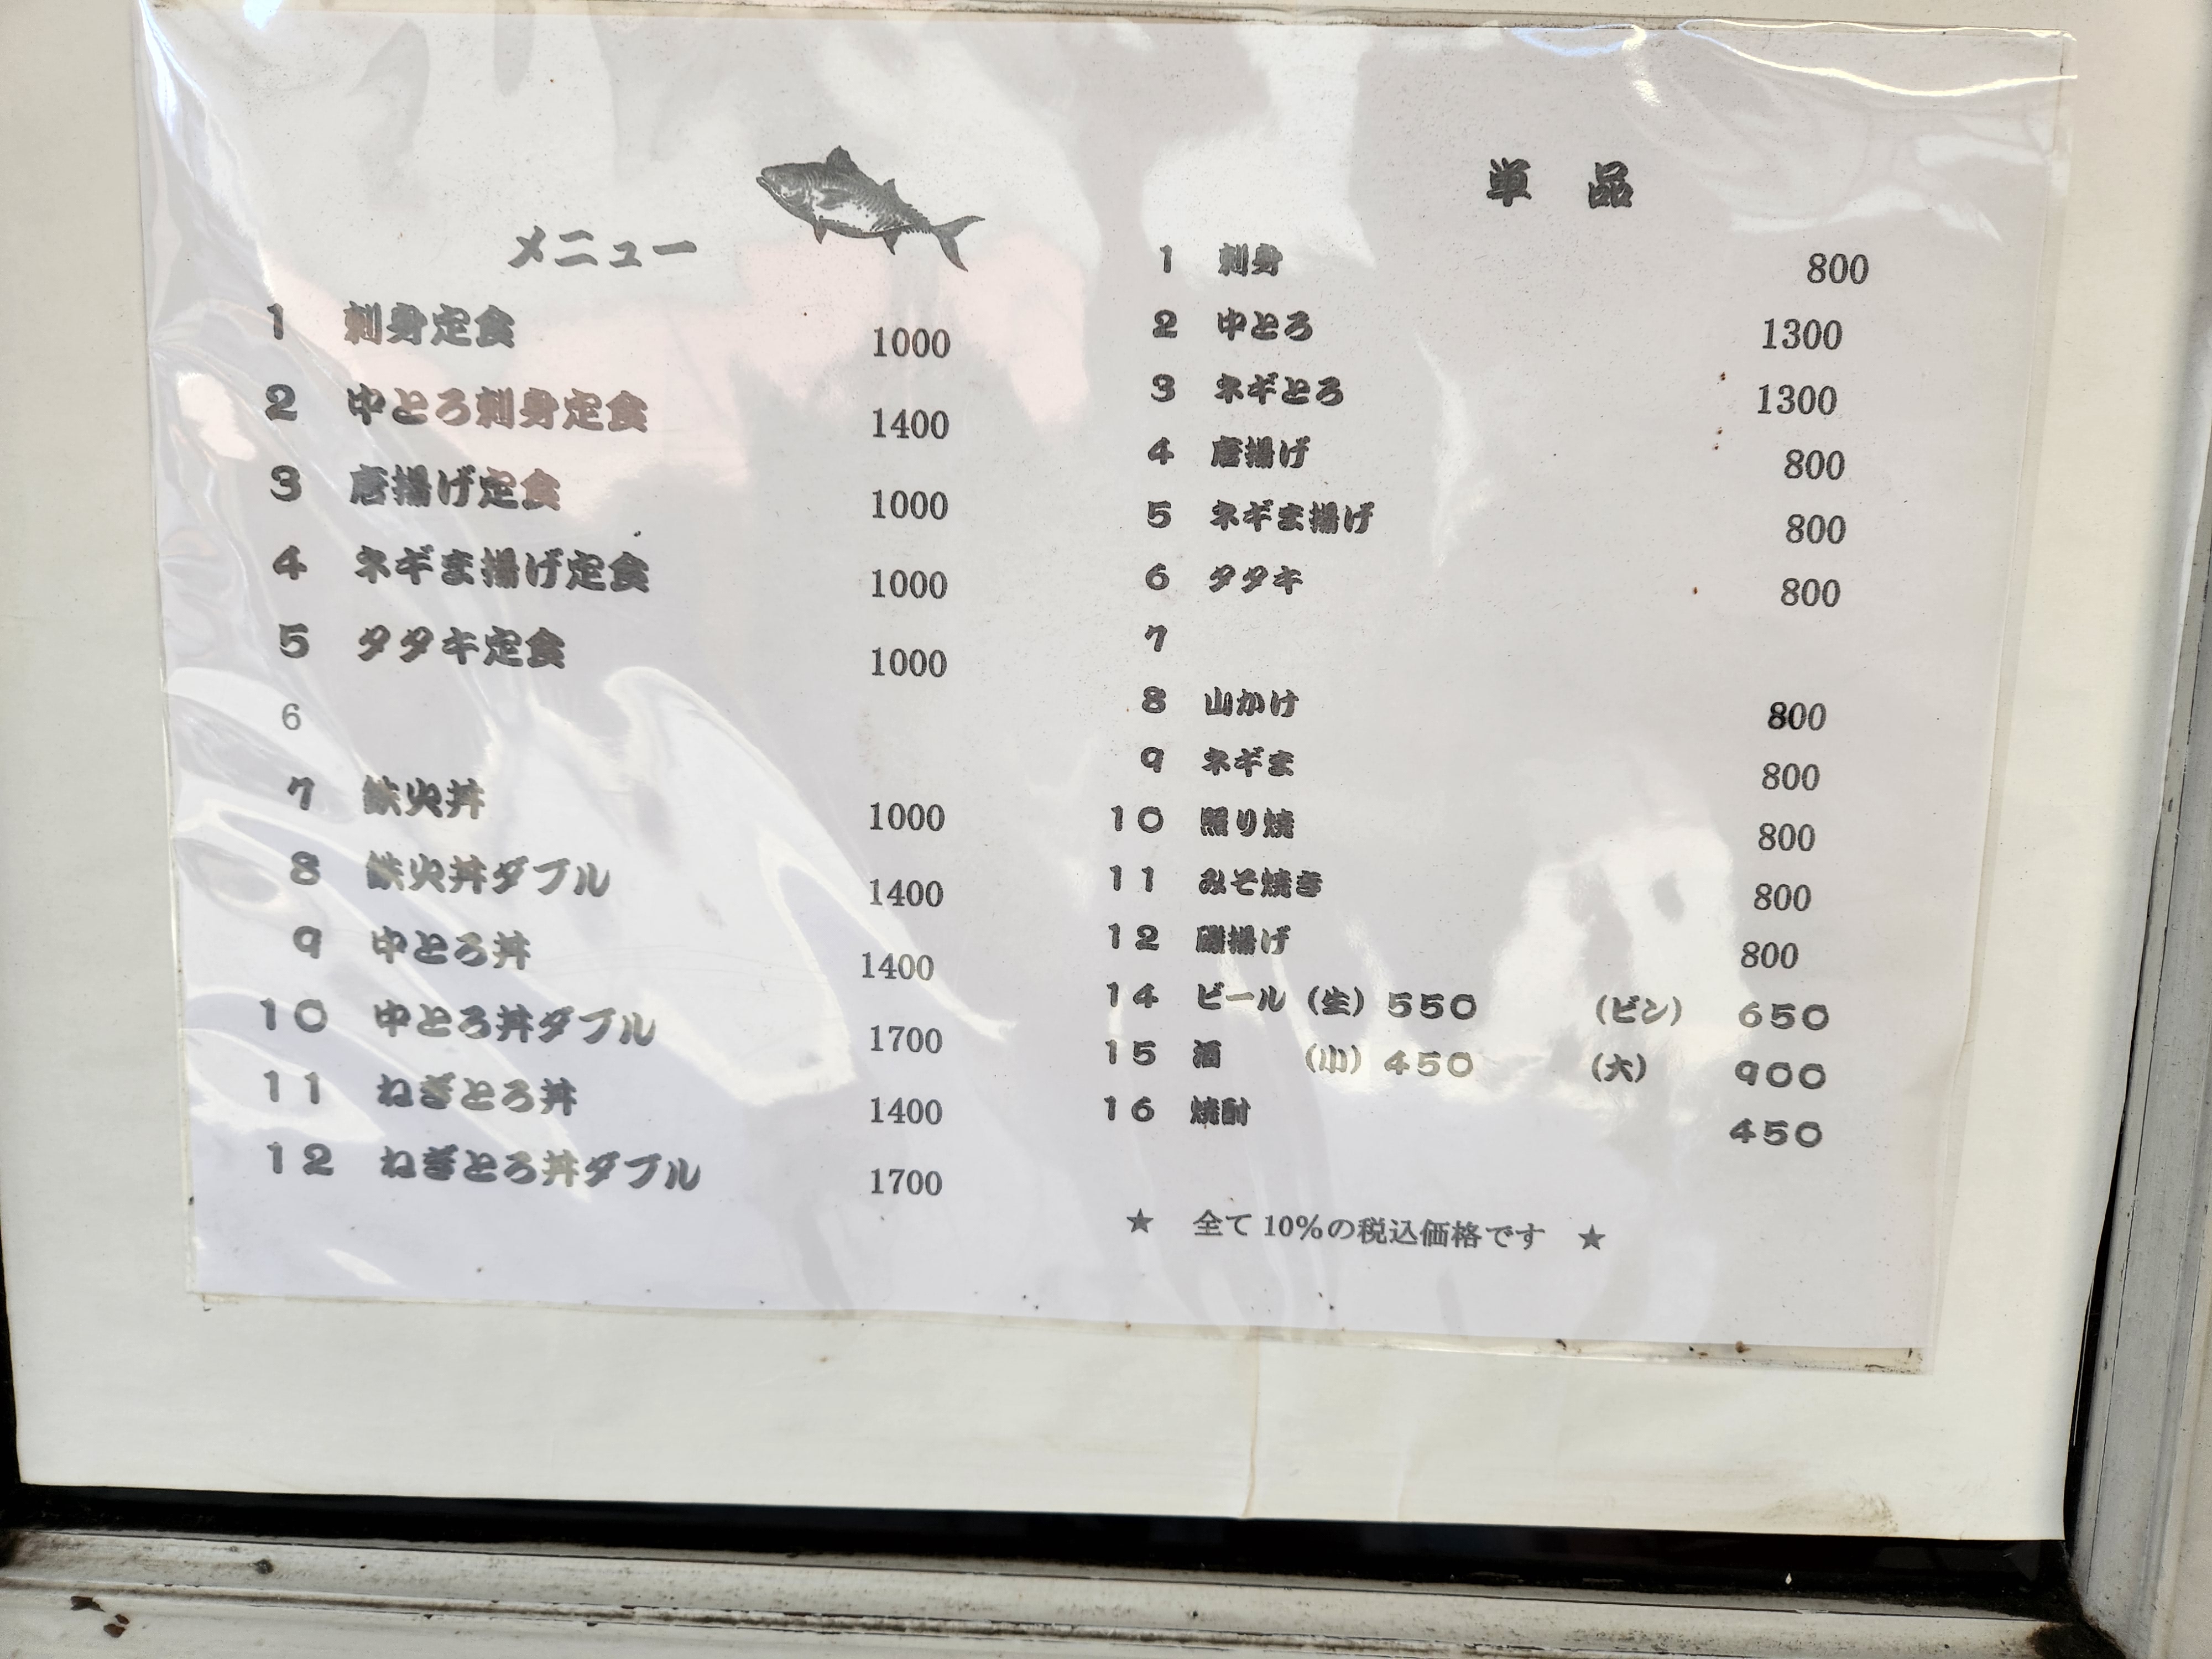 メニュー
1 刺身定食 1000
2 中とろ刺身定食 1400
3 唐揚げ定食 1000
4 ネギま揚げ定食 1000
5 タタキ定食 1000
6
7 鉄火丼 1000
8 鉄火丼ダブル 1400
9 中とろ丼 1400
10 中とろ丼ダブル 1700
11 ねぎとろ丼 1400
12 ねぎとろ丼ダブル 1700
単品
1 刺身 800
2 中とろ 1300
3 ネギとろ 1300
4 唐揚げ 800
5 ネギま揚げ 800
6 タタキ 800
7
8 山かけ 800
9 ネギま 800
10 照り焼 800
11 みそ焼き 800
12 磯揚げ 800
14 ビール（生）550 （ビン） 650
15 酒 （小）450 （大） 900
16 焼酎 450
★ 全て10%の税込価格です ★